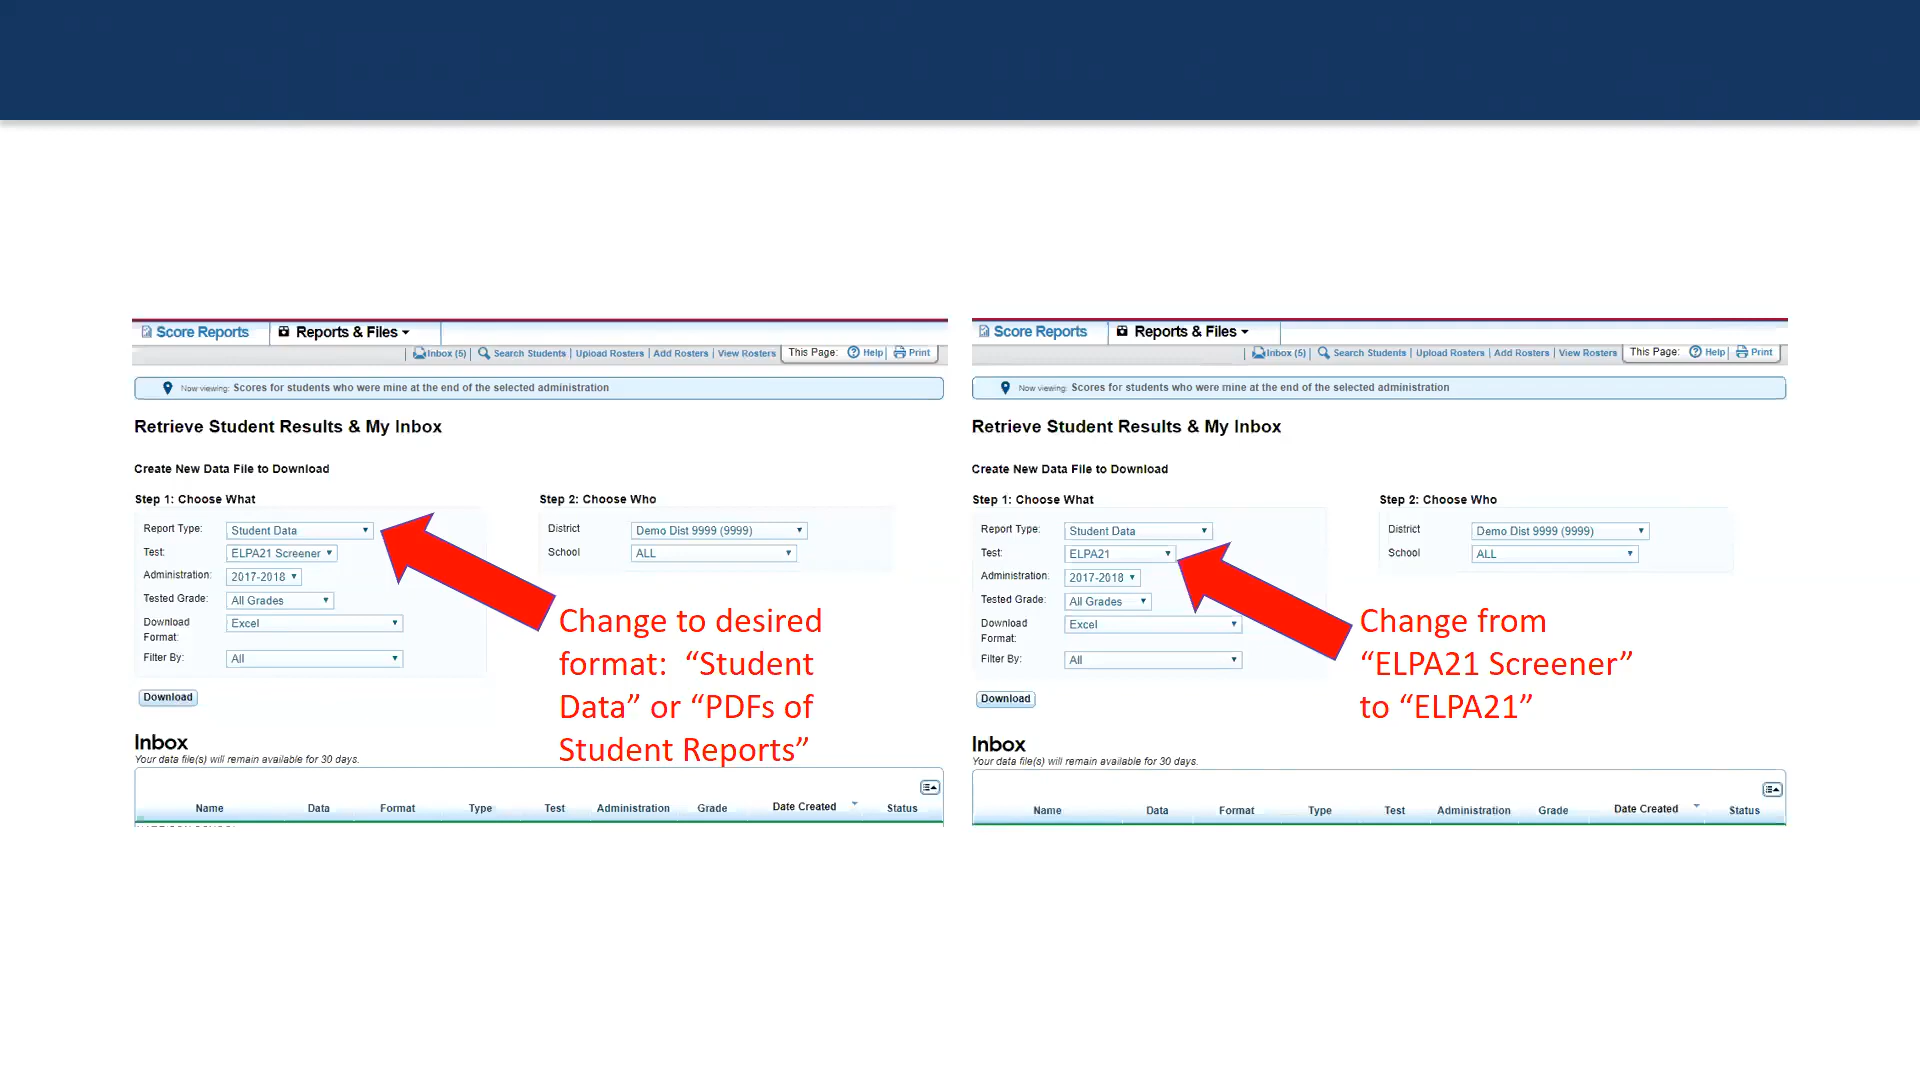 Score Reports
Reports & Files
Inbox (5) | Search Students | Upload Rosters | Add Rosters | View Rosters
This Page: Help | Print
Now viewing: Scores for students who were mine at the end of the selected administration
Retrieve Student Results & My Inbox
Create New Data File to Download
Step 1: Choose What
Report Type: Student Data
Test: ELPA21 Screener
Administration: 2017-2018
Tested Grade: All Grades
Download
Format:
Excel
Filter By: All
Download
Step 2: Choose Who
District Demo Dist 9999 (9999)
School ALL
Change to desired
format: “Student
Data” or “PDFs of
Student Reports”
Inbox
Your data file(s) will remain available for 30 days.
Name Data Format Type Test Administration Grade Date Created Status
Score Reports
Reports & Files
Inbox (5) | Search Students | Upload Rosters | Add Rosters | View Rosters
This Page: Help | Print
Now viewing: Scores for students who were mine at the end of the selected administration
Retrieve Student Results & My Inbox
Create New Data File to Download
Step 1: Choose What
Report Type: Student Data
Test: ELPA21
Administration: 2017-2018
Tested Grade: All Grades
Download
Format:
Excel
Filter By: All
Download
Step 2: Choose Who
District Demo Dist 9999 (9999)
School ALL
Change from
“ELPA21 Screener”
to “ELPA21”
Inbox
Your data file(s) will remain available for 30 days.
Name Data Format Type Test Administration Grade Date Created Status